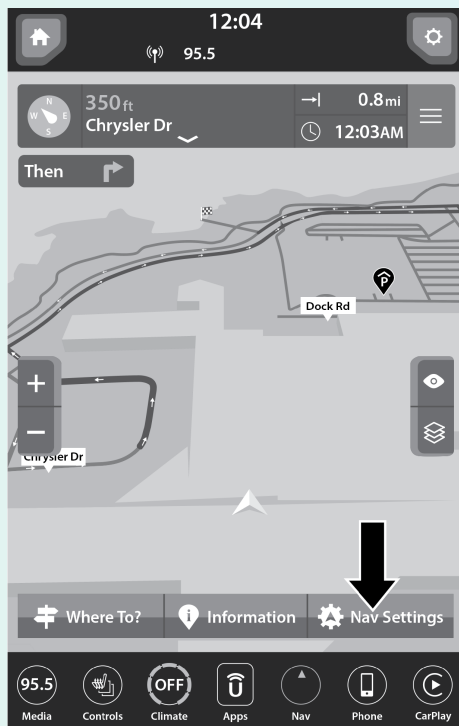 12:04
95.5
N
W E
S
350 ft
Chrysler Dr
0.8 mi
12:03AM
Then
P
Dock Rd
+
−
Chrysler Dr
Where To?
i Information
Nav Settings
95.5
OFF
Media
Controls
Climate
Apps
Nav
Phone
CarPlay